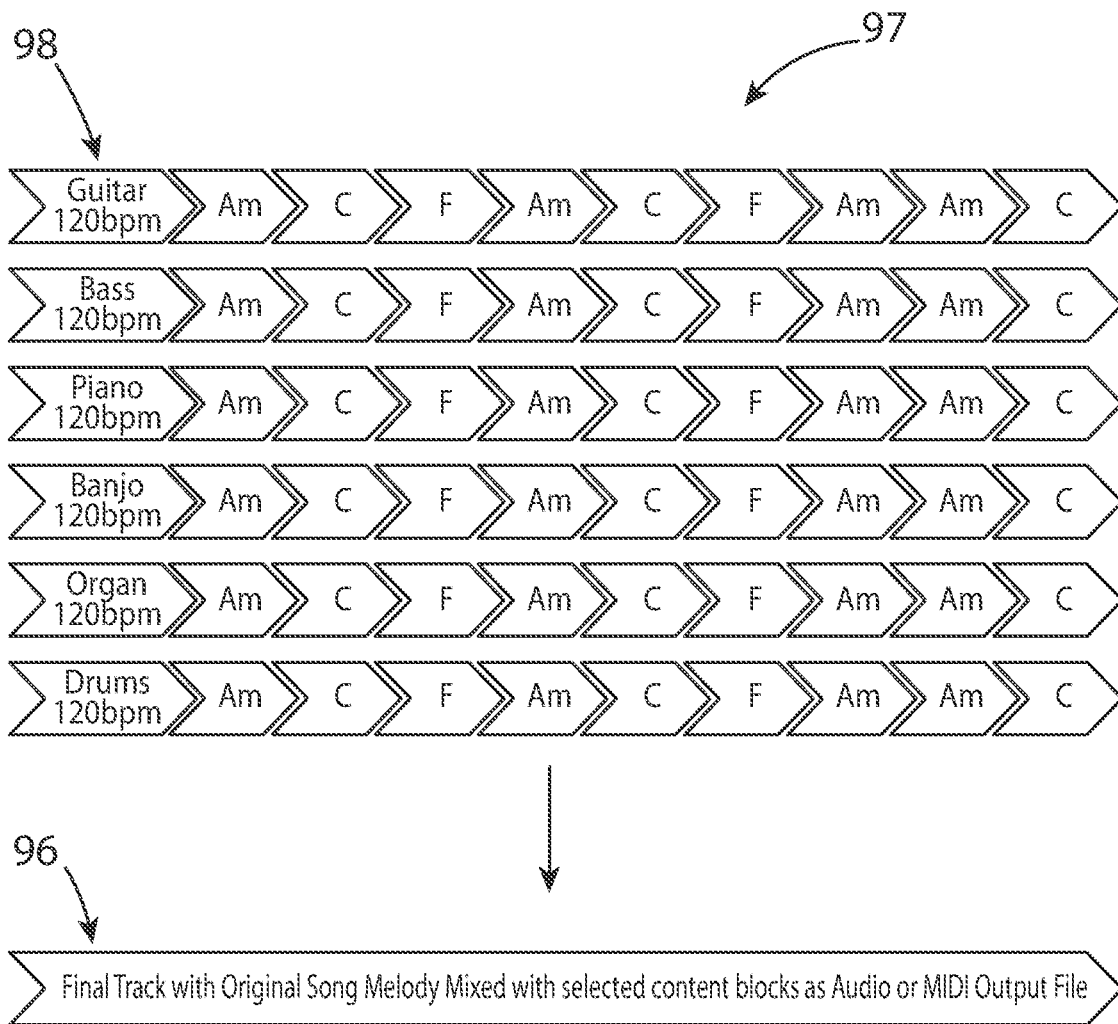 98
97
Guitar
120bpm Am C F Am C F Am Am C
Bass
120bpm Am C F Am C F Am Am C
Piano
120bpm Am C F Am C F Am Am C
Banjo
120bpm Am C F Am C F Am Am C
Organ
120bpm Am C F Am C F Am Am C
Drums
120bpm Am C F Am C F Am Am C
96
Final Track with Original Song Melody Mixed with selected content blocks as Audio or MIDI Output File